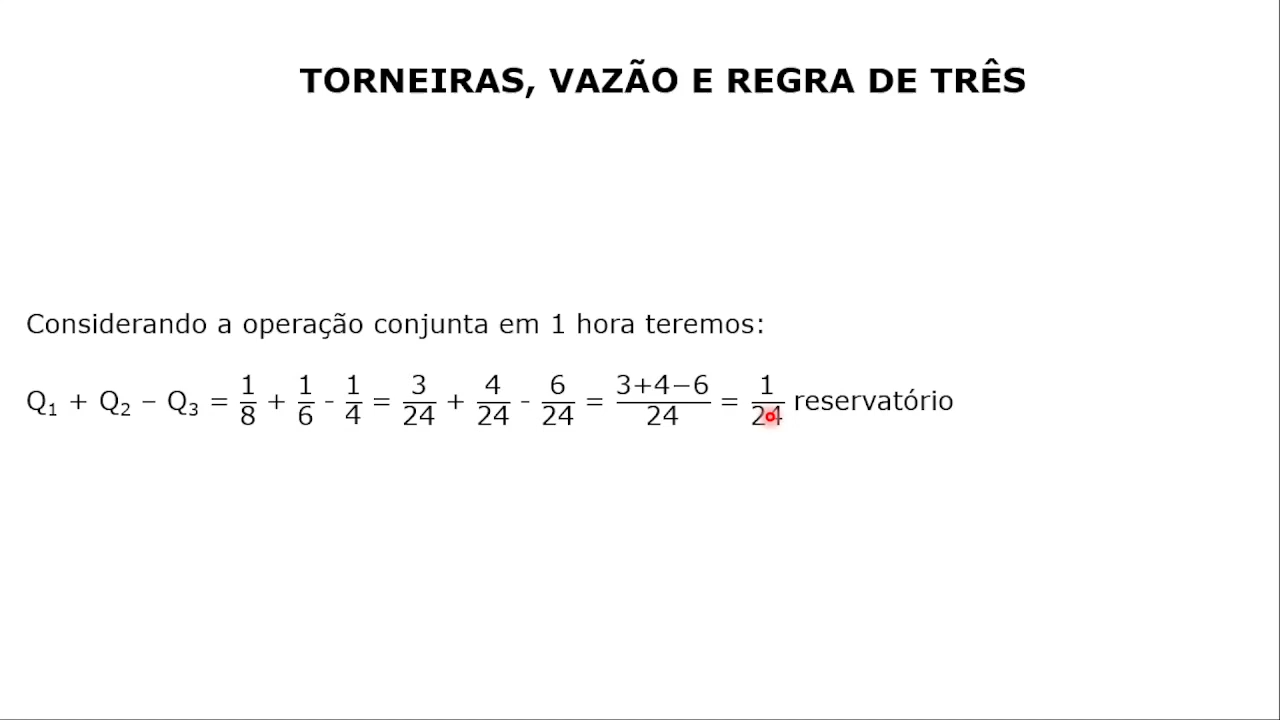 TORNEIRAS, VAZÃO E REGRA DE TRÊS
Considerando a operação conjunta em 1 hora teremos:
Q₁ + Q₂ – Q₃ = 1/8 + 1/6 - 1/4 = 3/24 + 4/24 - 6/24 = 3+4−6/24 = 1/24 reservatório